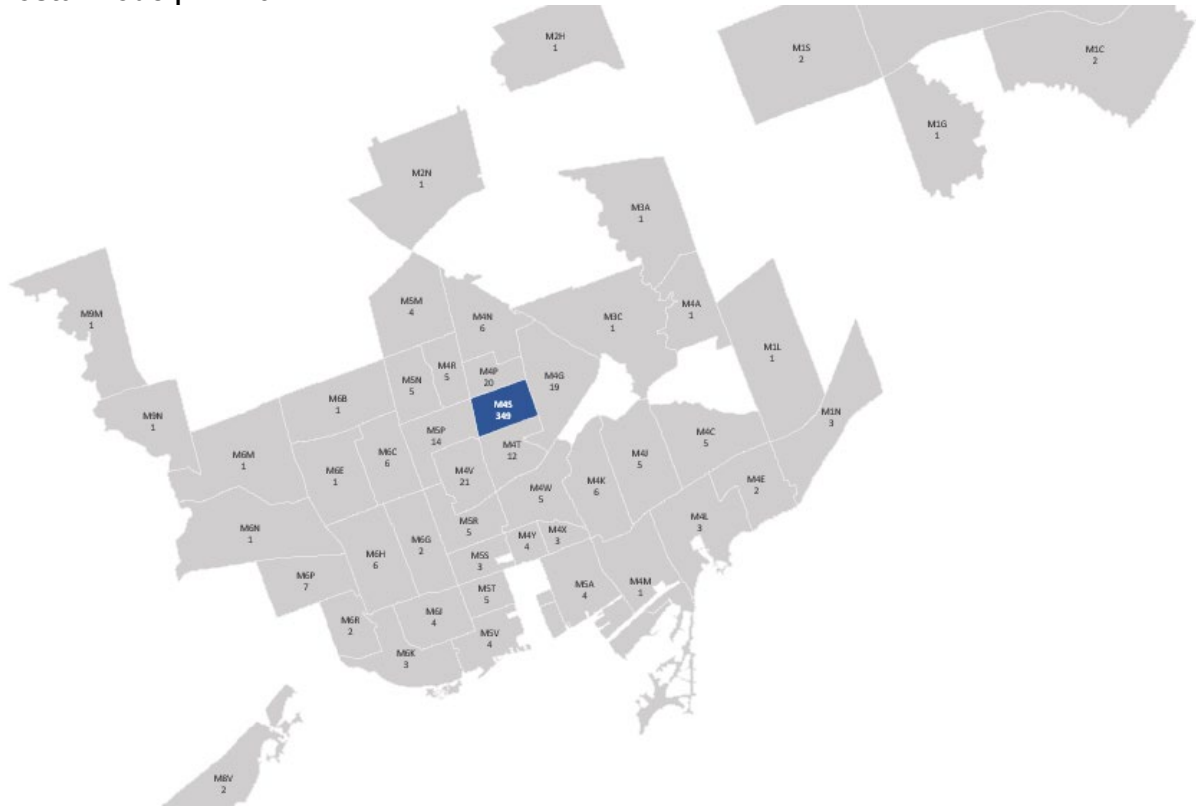 M2H
1
M1S
2
M1C
2
M1G
1
M2N
1
M3A
1
M5M
4
M4N
6
M3C
1
M4A
1
M9M
1
M1L
1
M5N
5
M4R
5
M4P
20
M4G
19
M6B
1
M4S
349
M9N
1
M1N
3
M5P
14
M4T
12
M4C
5
M6M
1
M6E
1
M6C
6
M4V
21
M4J
5
M4K
6
M4W
5
M4E
2
M6N
1
M5R
5
M4L
3
M6H
6
M6G
2
M4Y
4
M4X
3
M5S
3
M6P
7
M5T
5
M5A
4
M4M
1
M6R
2
M6J
4
M5V
4
M6K
3
M8V
2